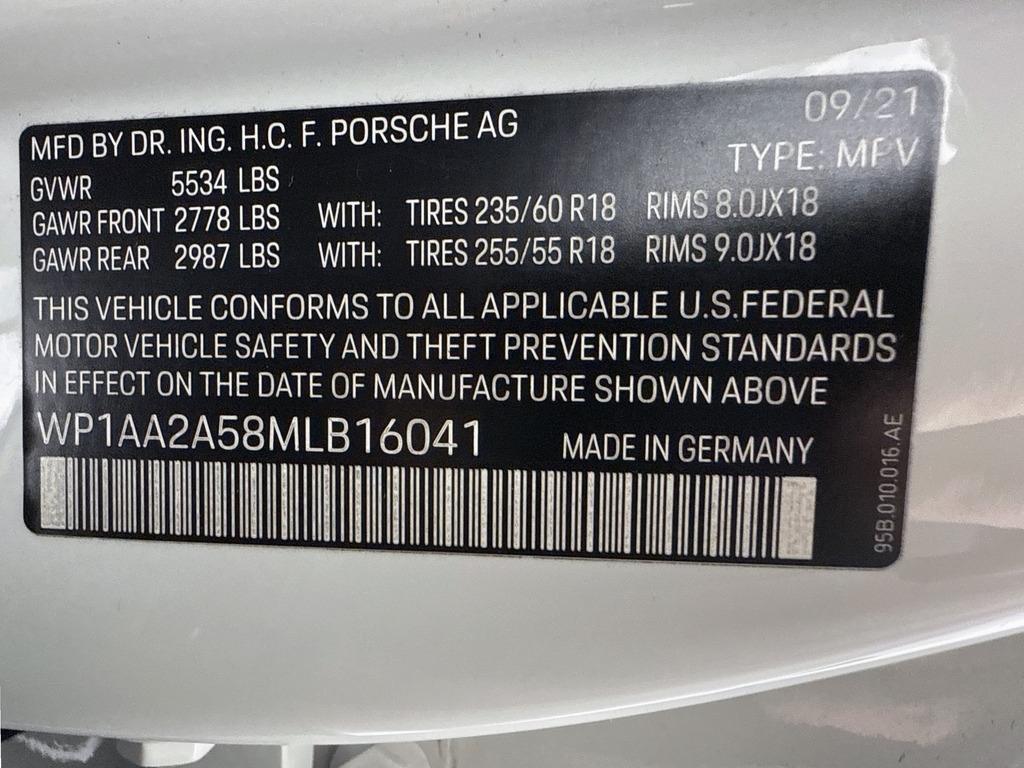 09/21
MFD BY DR. ING. H.C. F. PORSCHE AG
TYPE: MPV
GVWR 5534 LBS
GAWR FRONT 2778 LBS WITH: TIRES 235/60 R18 RIMS 8.0JX18
GAWR REAR 2987 LBS WITH: TIRES 255/55 R18 RIMS 9.0JX18
THIS VEHICLE CONFORMS TO ALL APPLICABLE U.S.FEDERAL
MOTOR VEHICLE SAFETY AND THEFT PREVENTION STANDARDS
IN EFFECT ON THE DATE OF MANUFACTURE SHOWN ABOVE
WP1AA2A58MLB16041 MADE IN GERMANY
95B.010.016.AE